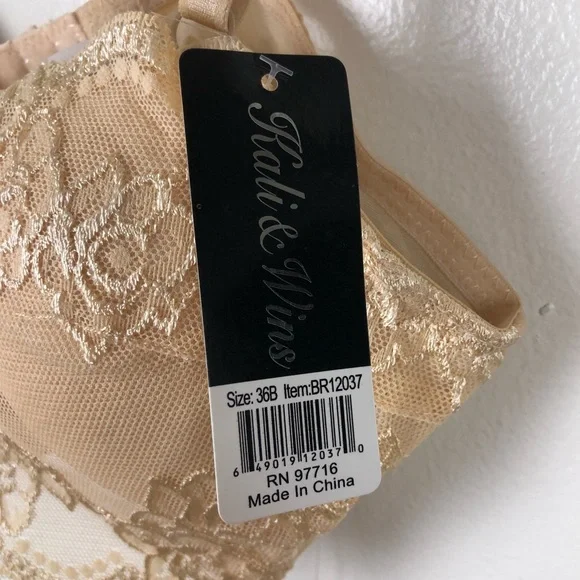 Kali & Wins
Size: 36B Item:BR12037
6 49019 12037 0
RN 97716
Made In China